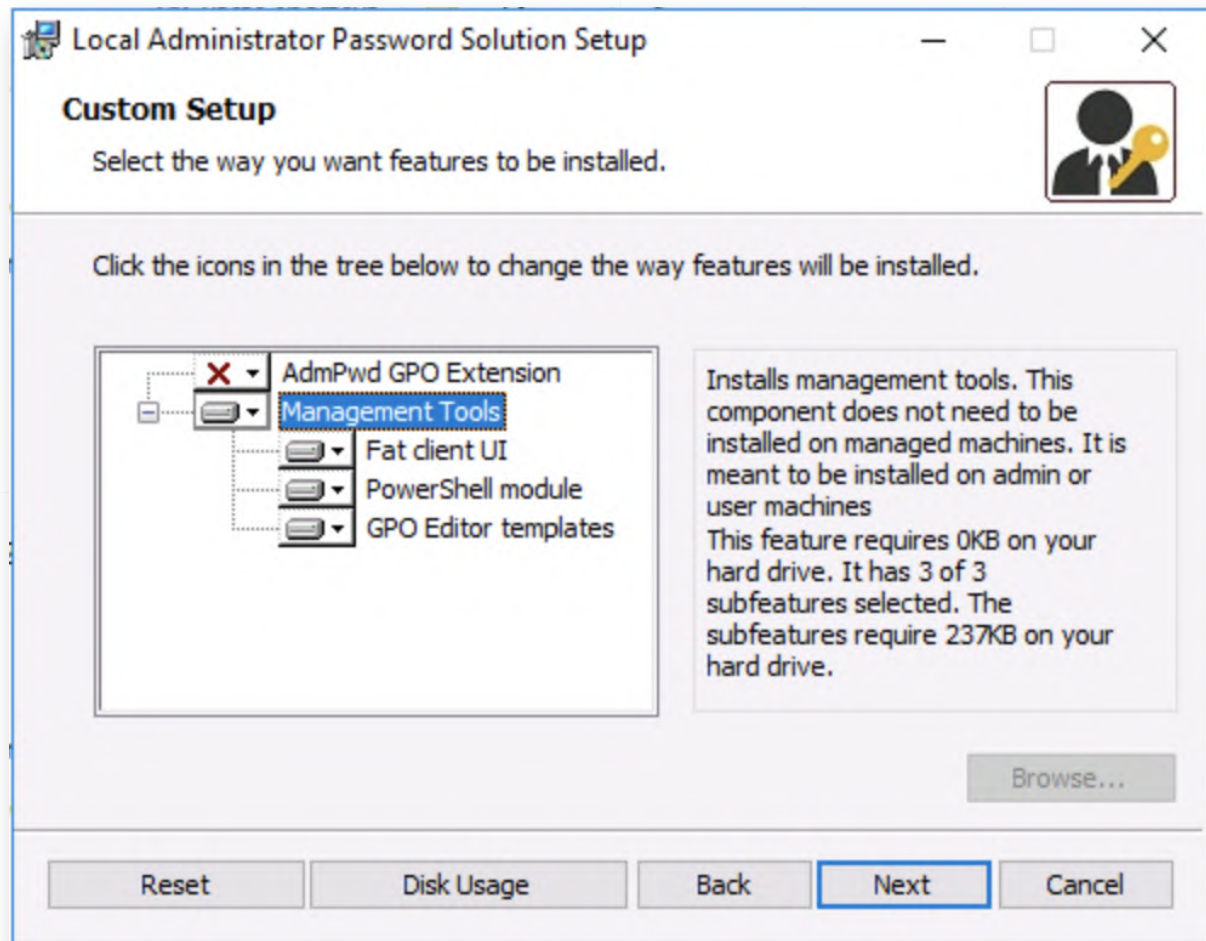 Local Administrator Password Solution Setup
Custom Setup
Select the way you want features to be installed.
Click the icons in the tree below to change the way features will be installed.
AdmPwd GPO Extension
Management Tools
Fat client UI
PowerShell module
GPO Editor templates
Installs management tools. This
component does not need to be
installed on managed machines. It is
meant to be installed on admin or
user machines
This feature requires 0KB on your
hard drive. It has 3 of 3
subfeatures selected. The
subfeatures require 237KB on your
hard drive.
Browse...
Reset
Disk Usage
Back
Next
Cancel